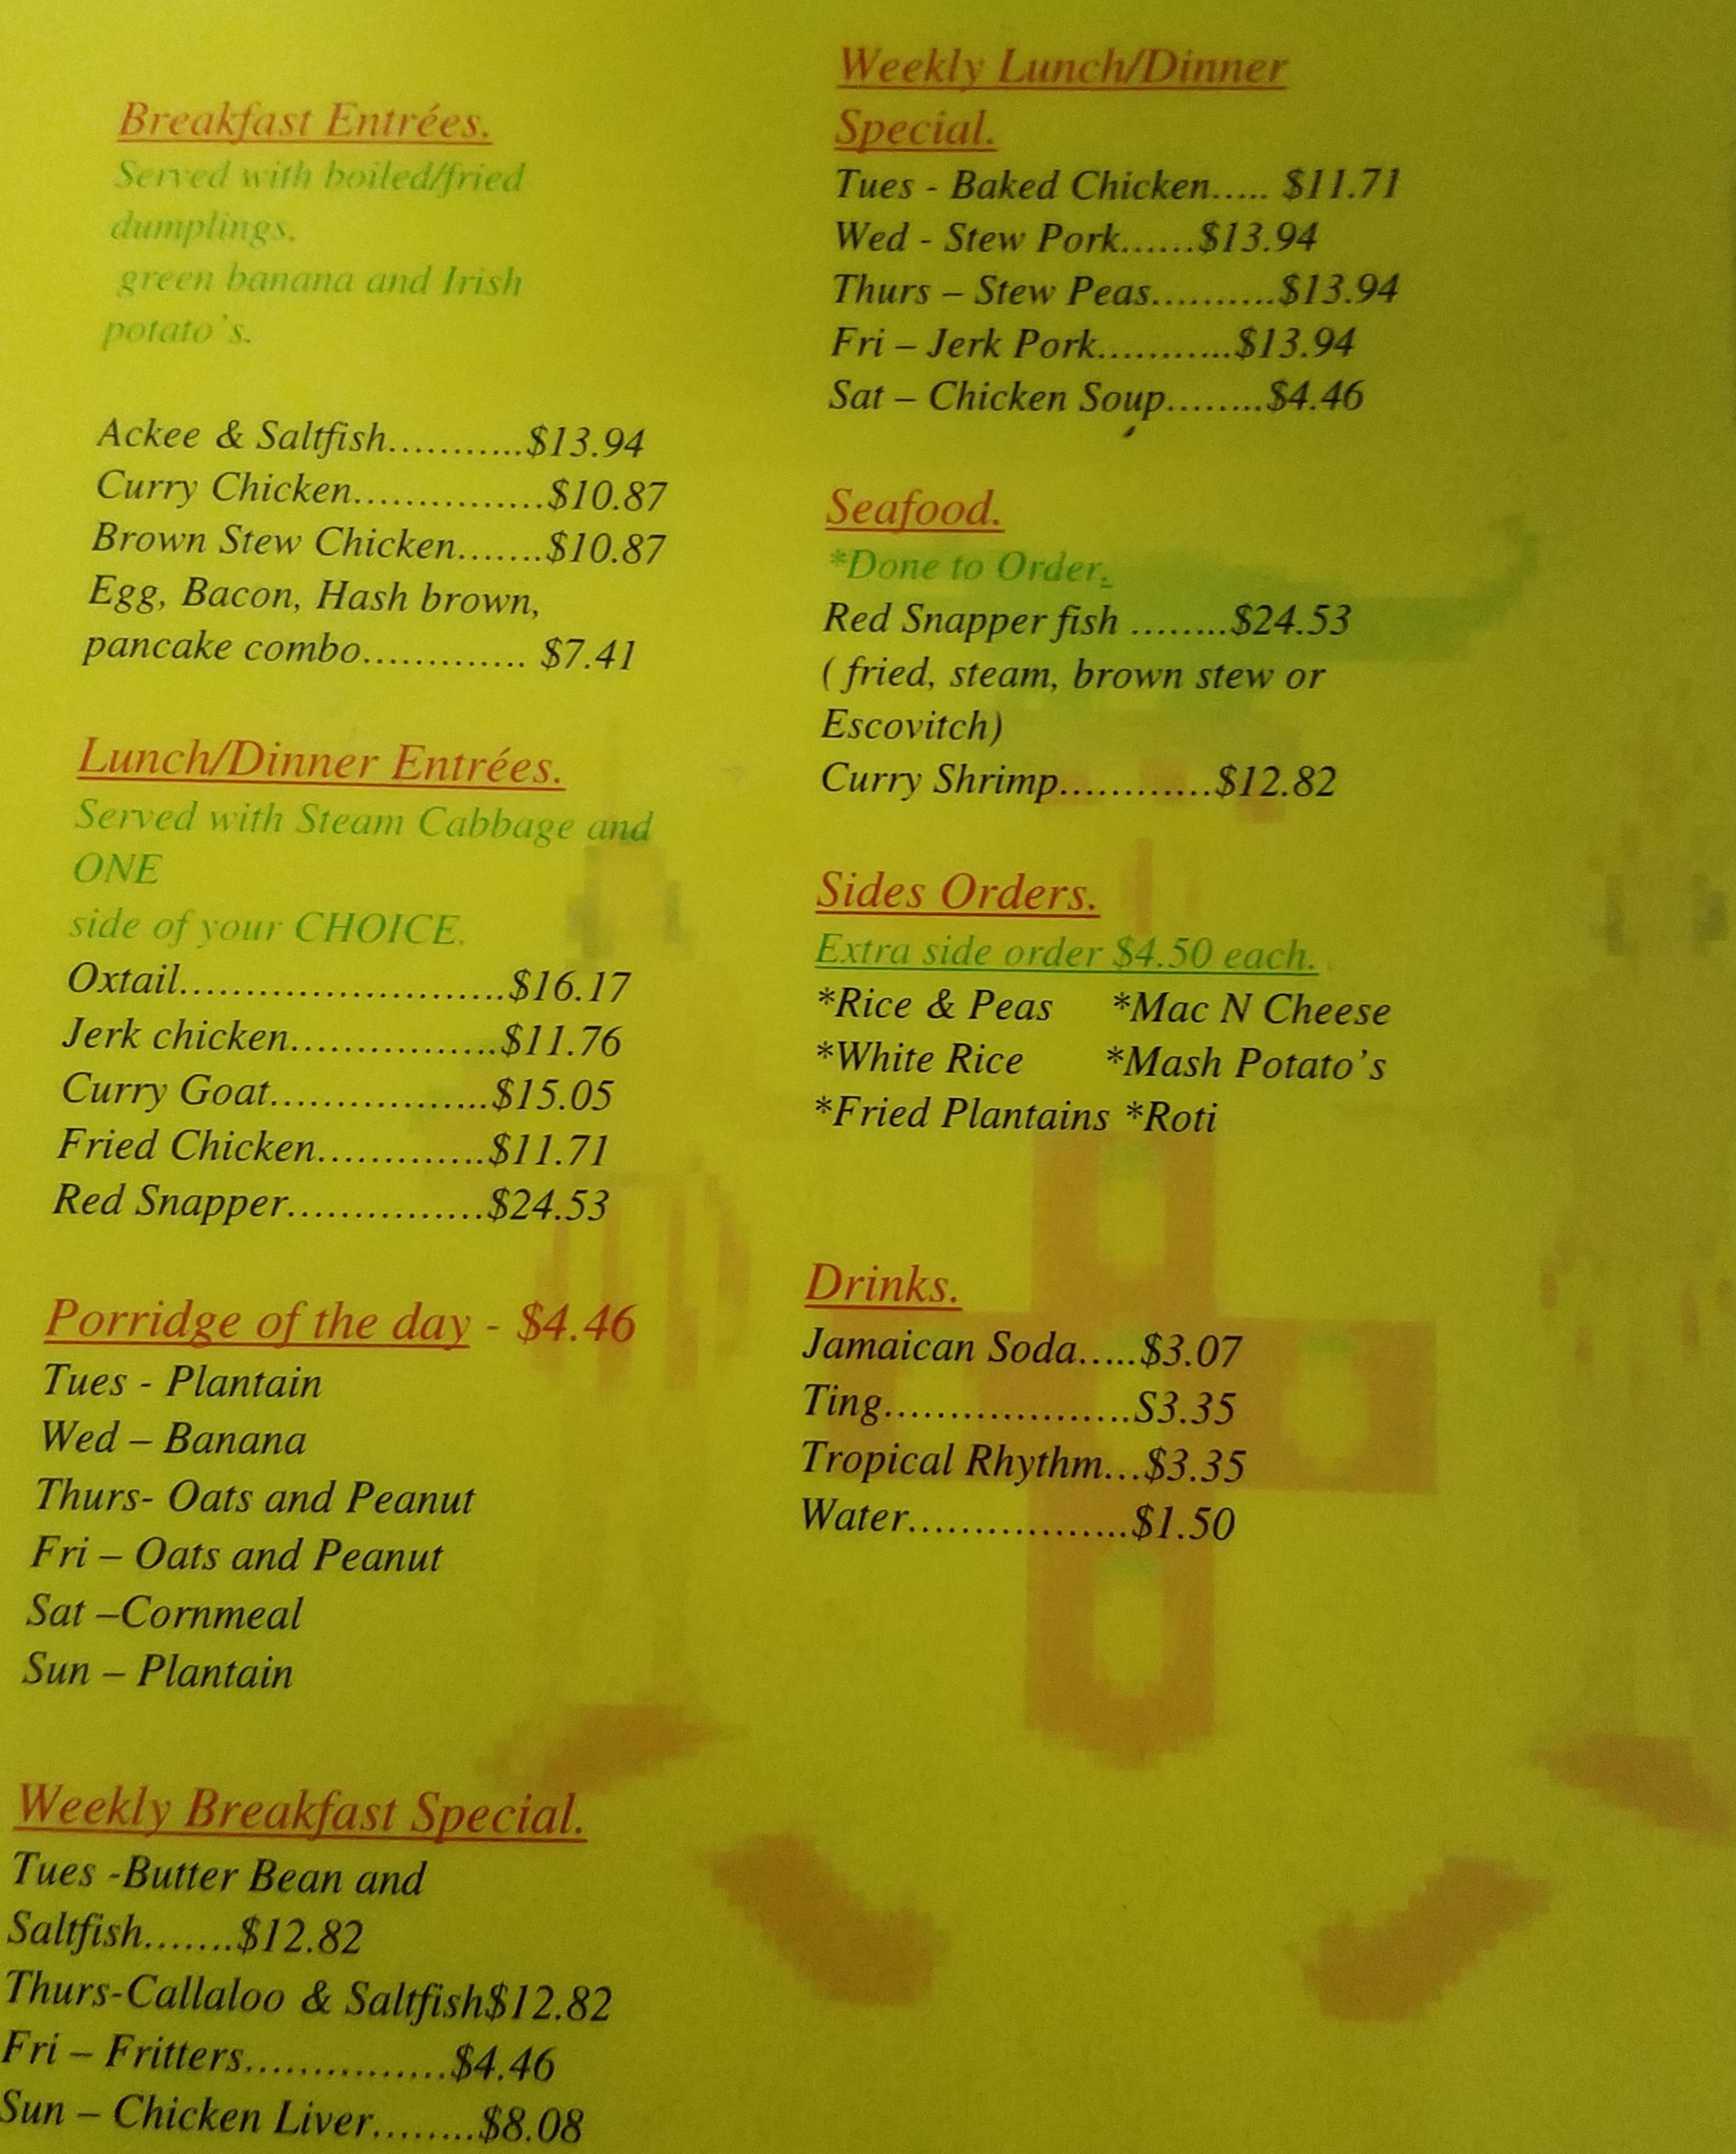 Breakfast Entrées.
Served with boiled/fried
dumplings.
green banana and Irish
potato's.
Ackee & Saltfish...........$13.94
Curry Chicken...............$10.87
Brown Stew Chicken.......$10.87
Egg, Bacon, Hash brown,
pancake combo............. $7.41
Lunch/Dinner Entrées.
Served with Steam Cabbage and
ONE
side of your CHOICE.
Oxtail.........................$16.17
Jerk chicken.................$11.76
Curry Goat..................$15.05
Fried Chicken.............$11.71
Red Snapper...............$24.53
Porridge of the day - $4.46
Tues - Plantain
Wed – Banana
Thurs- Oats and Peanut
Fri – Oats and Peanut
Sat –Cornmeal
Sun – Plantain
Weekly Breakfast Special.
Tues -Butter Bean and
Saltfish.......$12.82
Thurs-Callaloo & Saltfish$12.82
Fri – Fritters................$4.46
Sun – Chicken Liver........$8.08
Weekly Lunch/Dinner
Special.
Tues - Baked Chicken..... $11.71
Wed - Stew Pork......$13.94
Thurs – Stew Peas..........$13.94
Fri – Jerk Pork...........$13.94
Sat – Chicken Soup........$4.46
Seafood.
*Done to Order.
Red Snapper fish ........$24.53
( fried, steam, brown stew or
Escovitch)
Curry Shrimp............$12.82
Sides Orders.
Extra side order $4.50 each.
*Rice & Peas *Mac N Cheese
*White Rice *Mash Potato's
*Fried Plantains *Roti
Drinks.
Jamaican Soda.....$3.07
Ting...................S3.35
Tropical Rhythm...$3.35
Water.................$1.50